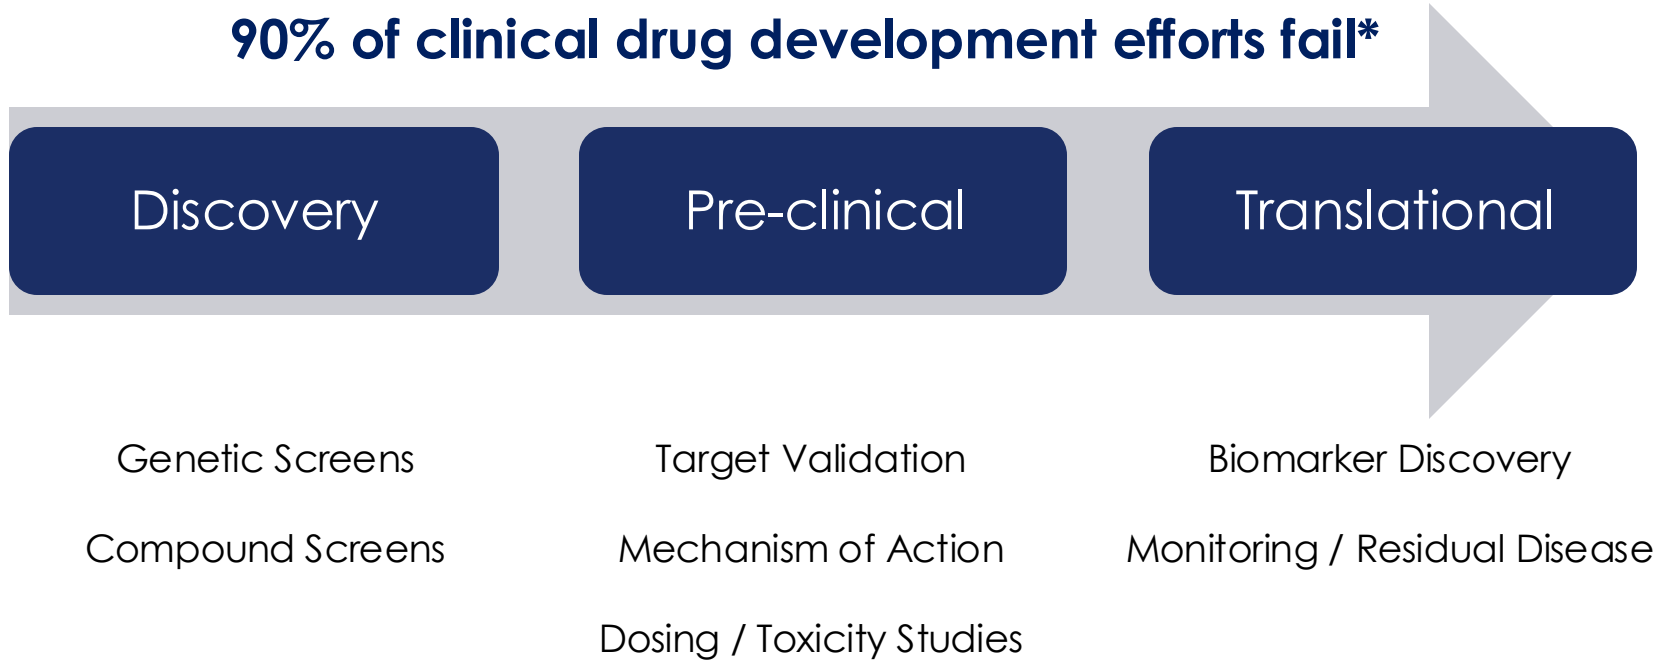 90% of clinical drug development efforts fail*
Discovery
Pre-clinical
Translational
Genetic Screens
Target Validation
Biomarker Discovery
Compound Screens
Mechanism of Action
Monitoring / Residual Disease
Dosing / Toxicity Studies